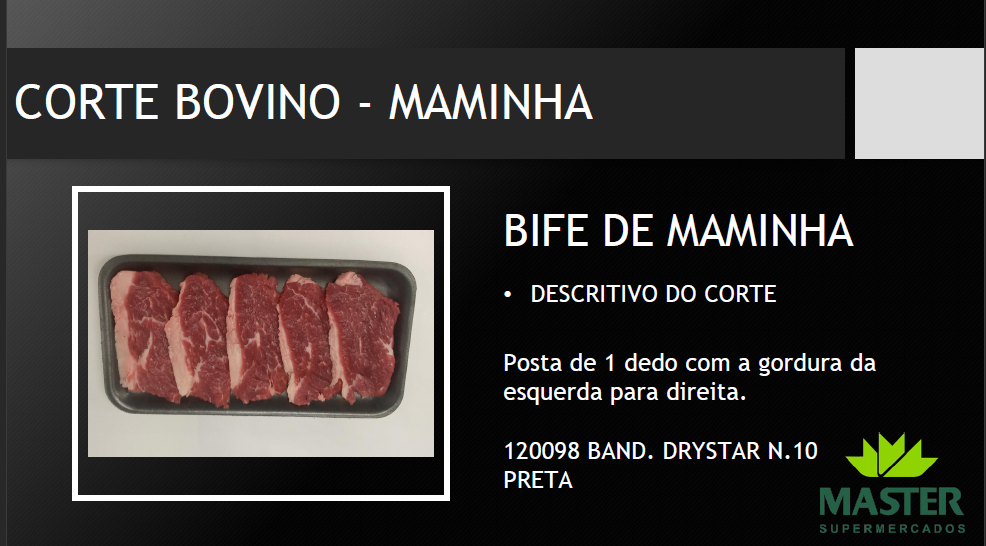 CORTE BOVINO - MAMINHA
BIFE DE MAMINHA
• DESCRITIVO DO CORTE
Posta de 1 dedo com a gordura da
esquerda para direita.
120098 BAND. DRYSTAR N.10
PRETA
MASTER
SUPERMERCADOS